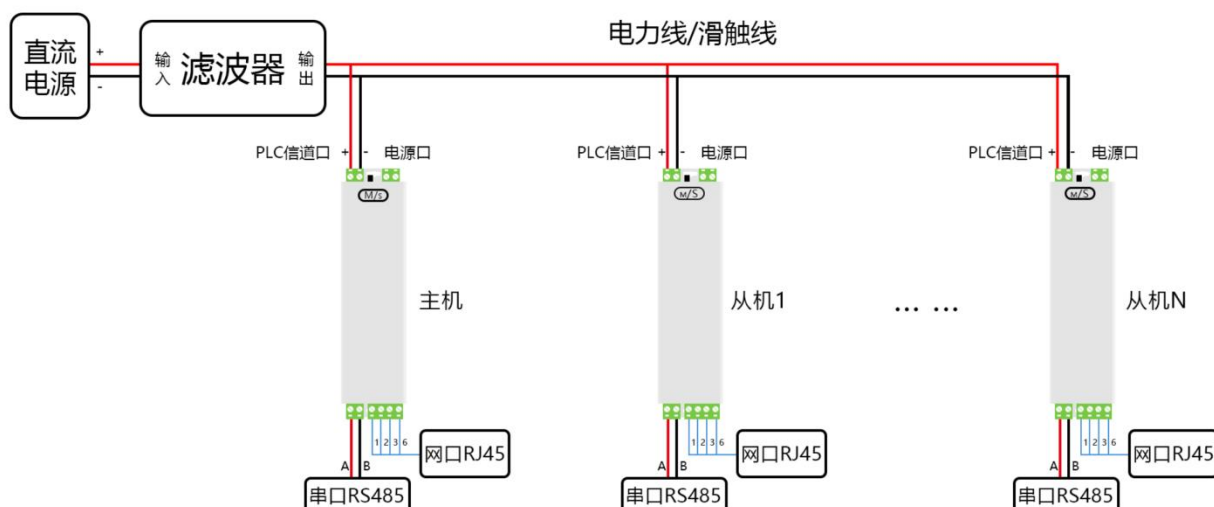 电力线/滑触线
直流
电源
+
-
输入
滤波器
输出
PLC信道口 + - 电源口
PLC信道口 + - 电源口
PLC信道口 + - 电源口
M/s
M/S
M/S
主机
从机1
... ...
从机N
1 2 3 6
网口RJ45
A B
串口RS485
1 2 3 6
网口RJ45
A B
串口RS485
1 2 3 6
网口RJ45
A B
串口RS485